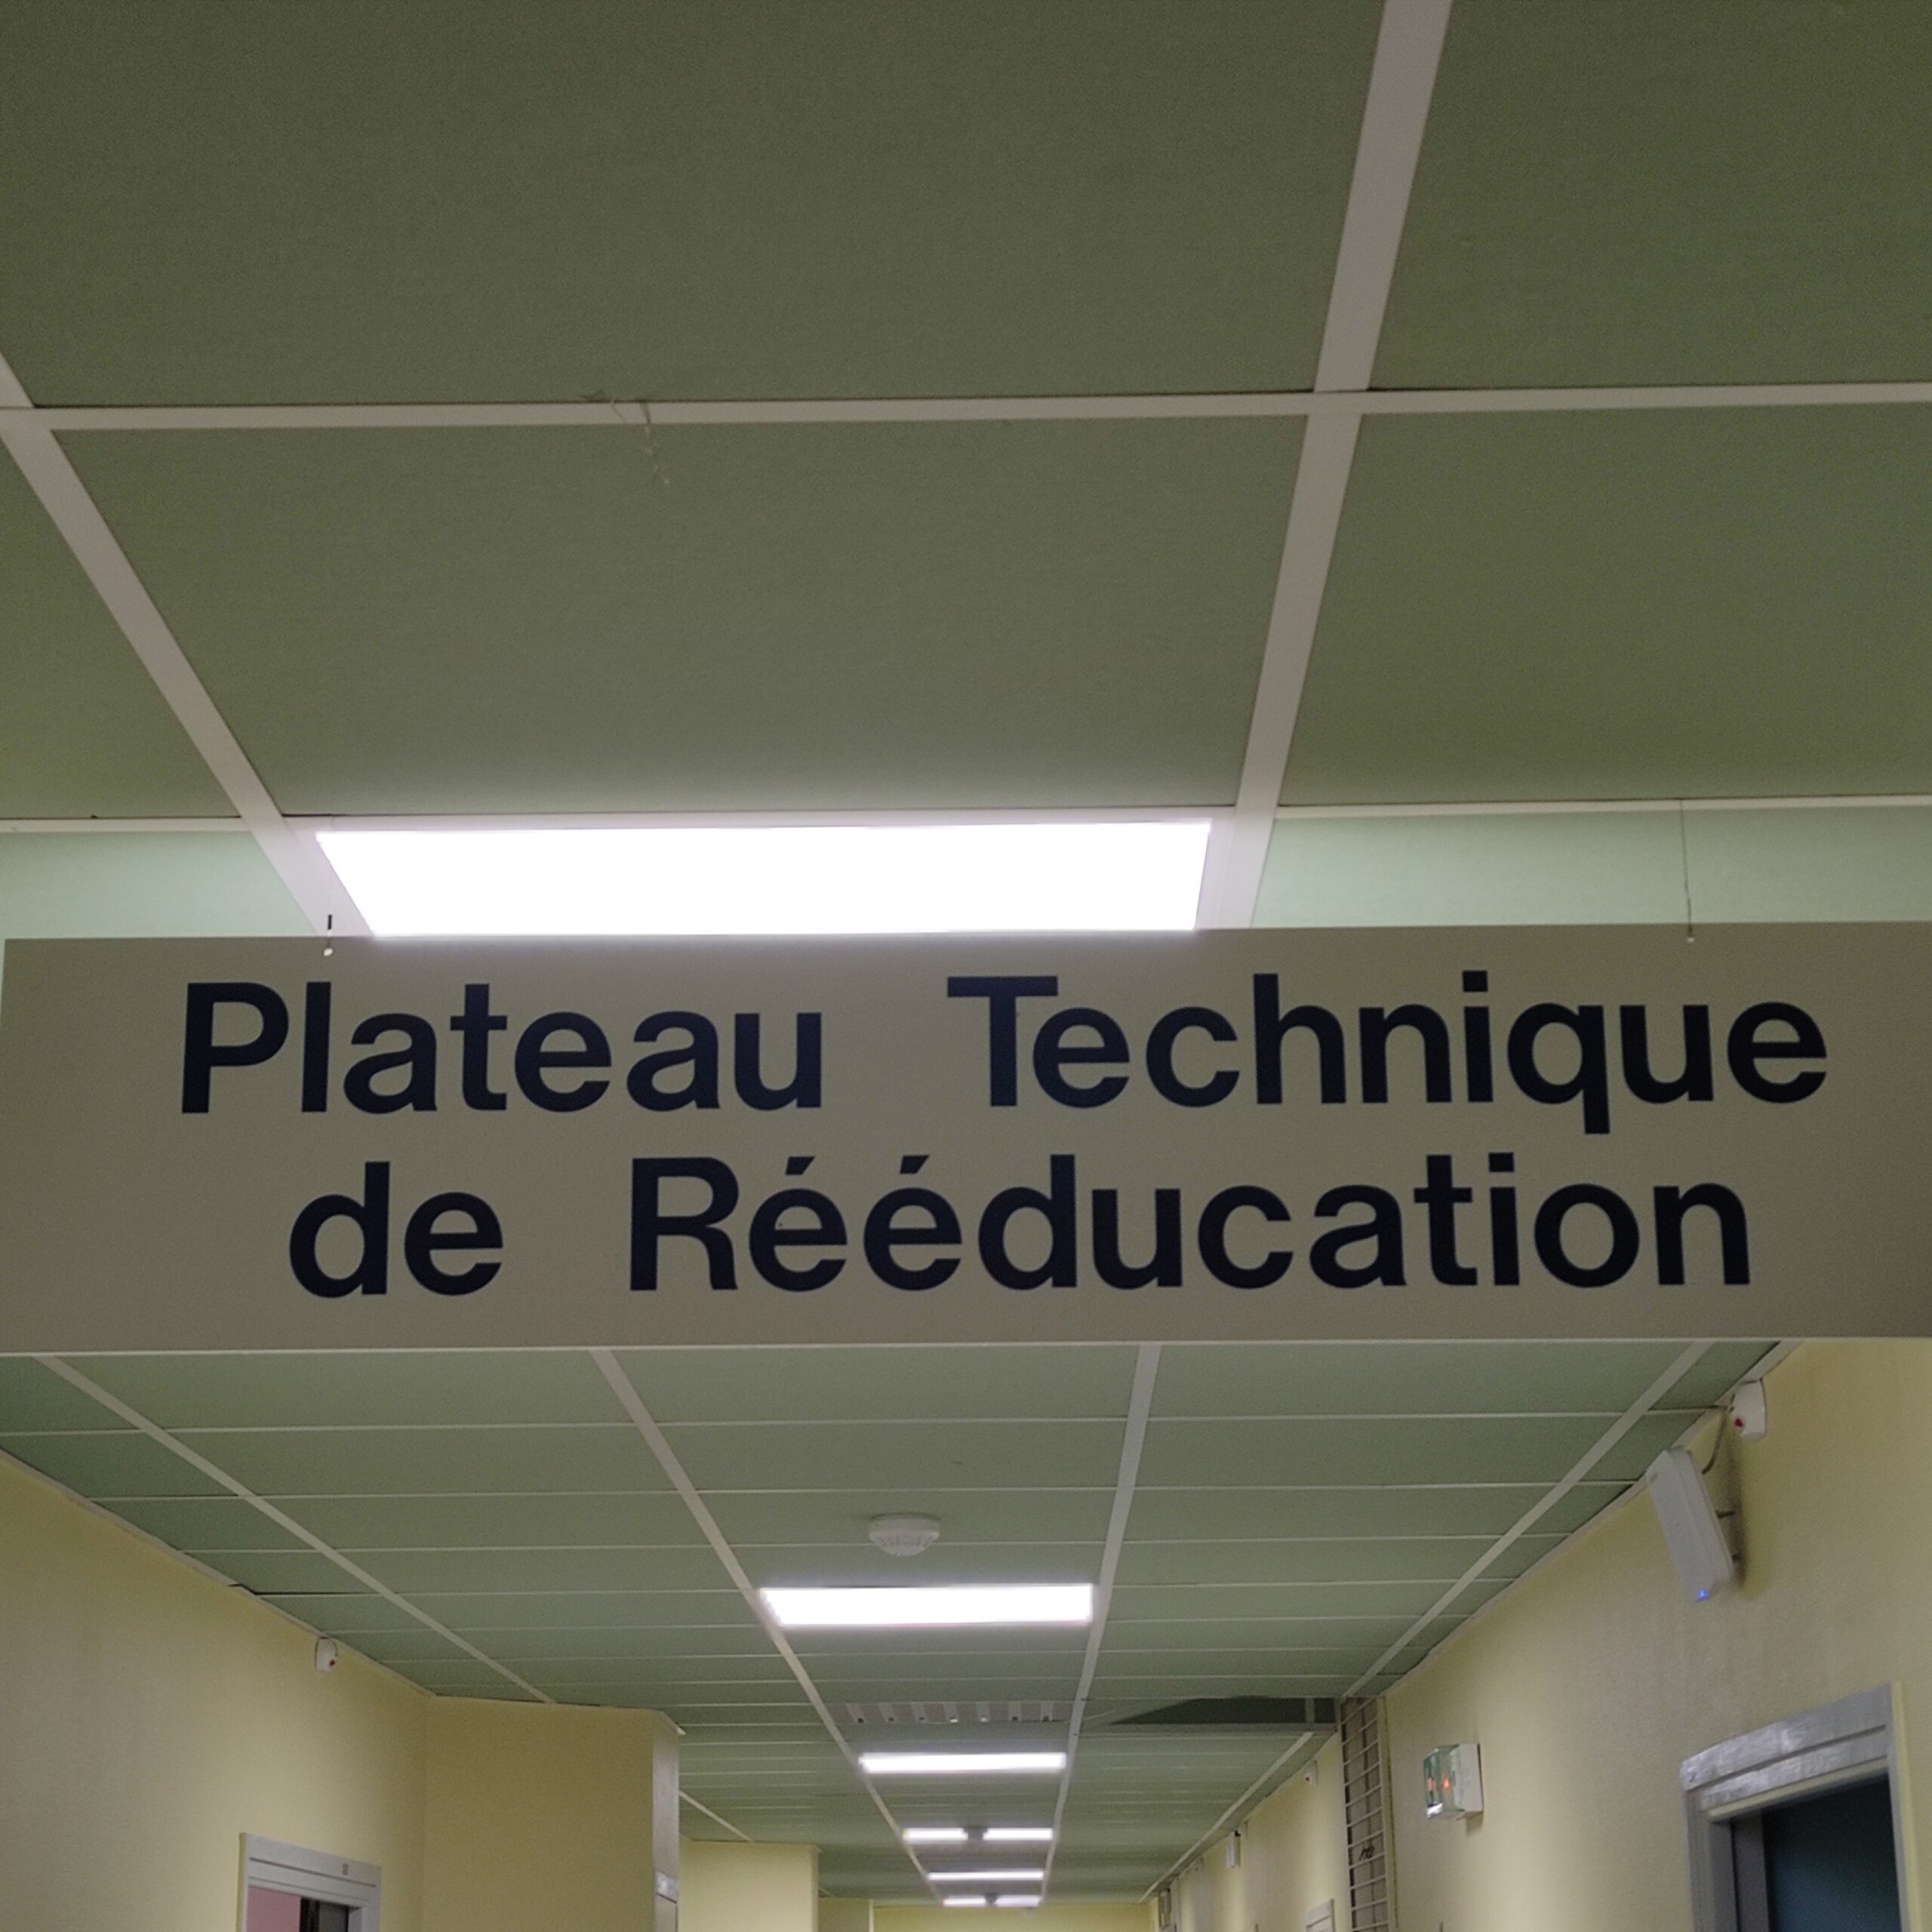 Plateau Technique
de Rééducation